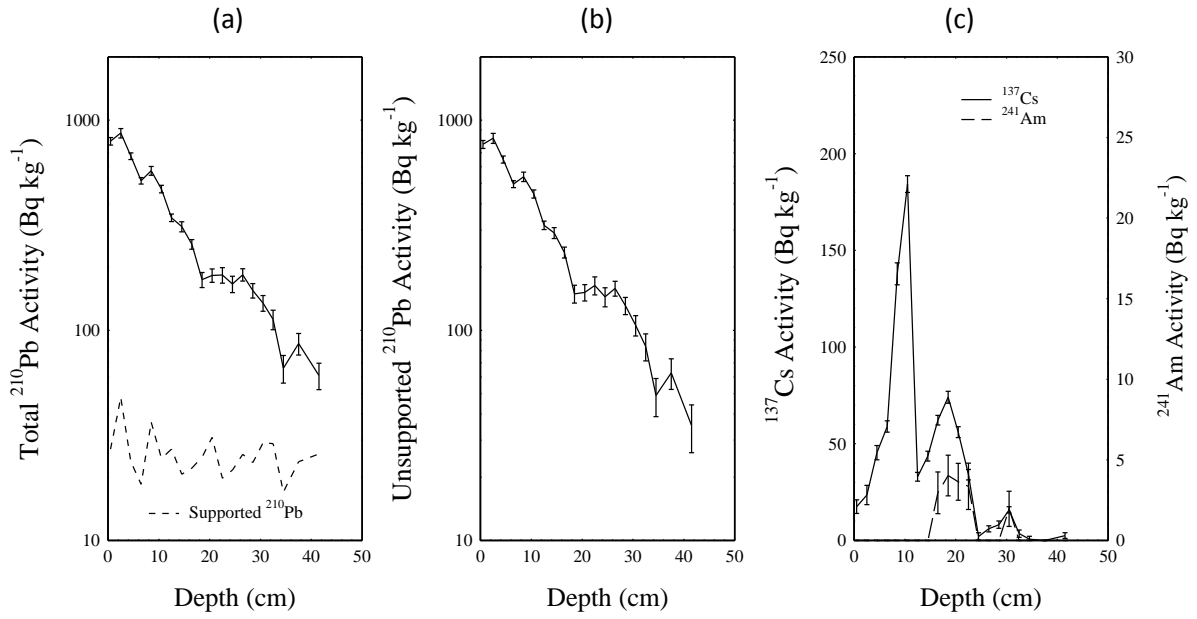 (a)
(b)
(c)
1000
100
10
0
10
20
30
40
50
Total ²¹⁰Pb Activity (Bq kg⁻¹)
Supported ²¹⁰Pb
Depth (cm)
1000
100
10
0
10
20
30
40
50
Unsupported ²¹⁰Pb Activity (Bq kg⁻¹)
Depth (cm)
250
200
150
100
50
0
0
10
20
30
40
50
30
25
20
15
10
5
0
¹³⁷Cs Activity (Bq kg⁻¹)
¹³⁷Cs
²⁴¹Am
²⁴¹Am Activity (Bq kg⁻¹)
Depth (cm)